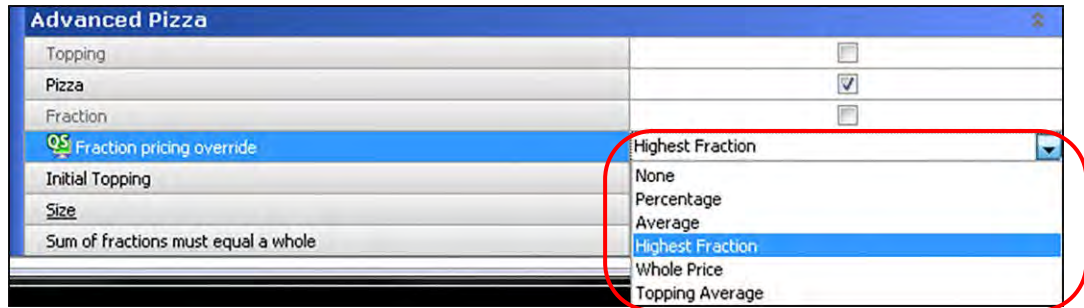 Advanced Pizza
Topping
Pizza
Fraction
QS Fraction pricing override Highest Fraction
Initial Topping None
Percentage
Size Average
Highest Fraction
Sum of fractions must equal a whole Whole Price
Topping Average